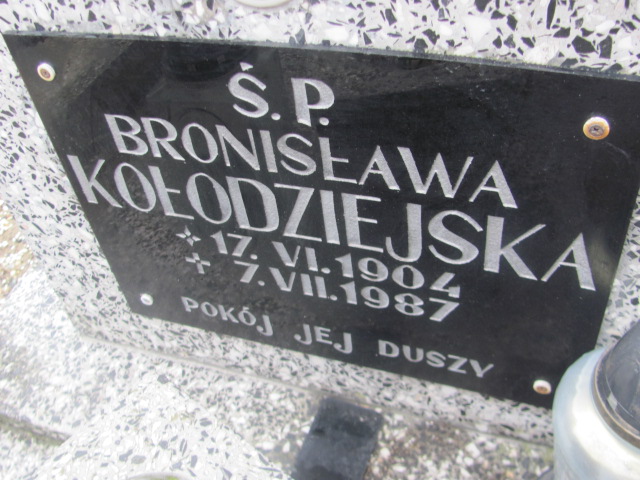 Ś.P.
BRONISŁAWA
KOŁODZIEJSKA
17.VI.1904
7.VII.1987
POKÓJ JEJ DUSZY